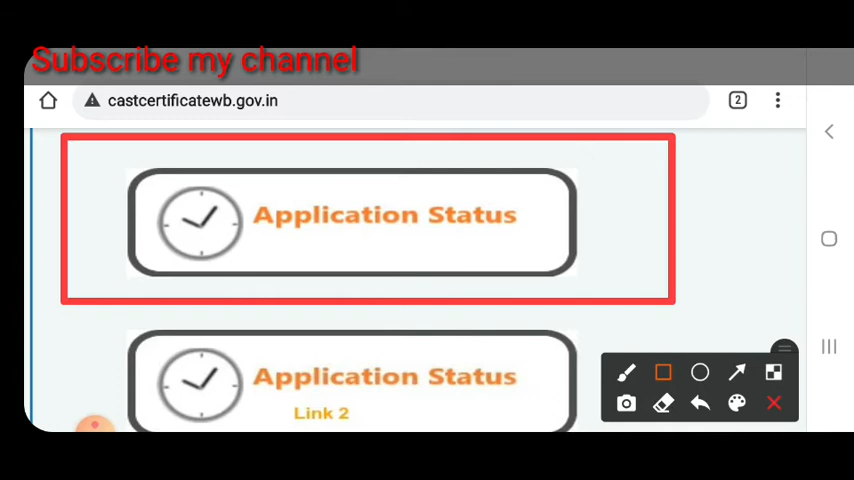 Subscribe my channel
castcertificatewb.gov.in
2
Application Status
Application Status
Link 2